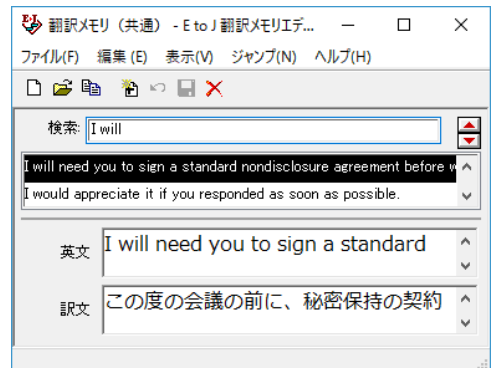 翻訳メモリ（共通） - E to J 翻訳メモリエデ...
ファイル(F) 編集(E) 表示(V) ジャンプ(N) ヘルプ(H)
検索: I will
I will need you to sign a standard nondisclosure agreement before
I would appreciate it if you responded as soon as possible.
英文 I will need you to sign a standard
訳文 この度の会議の前に、秘密保持の契約